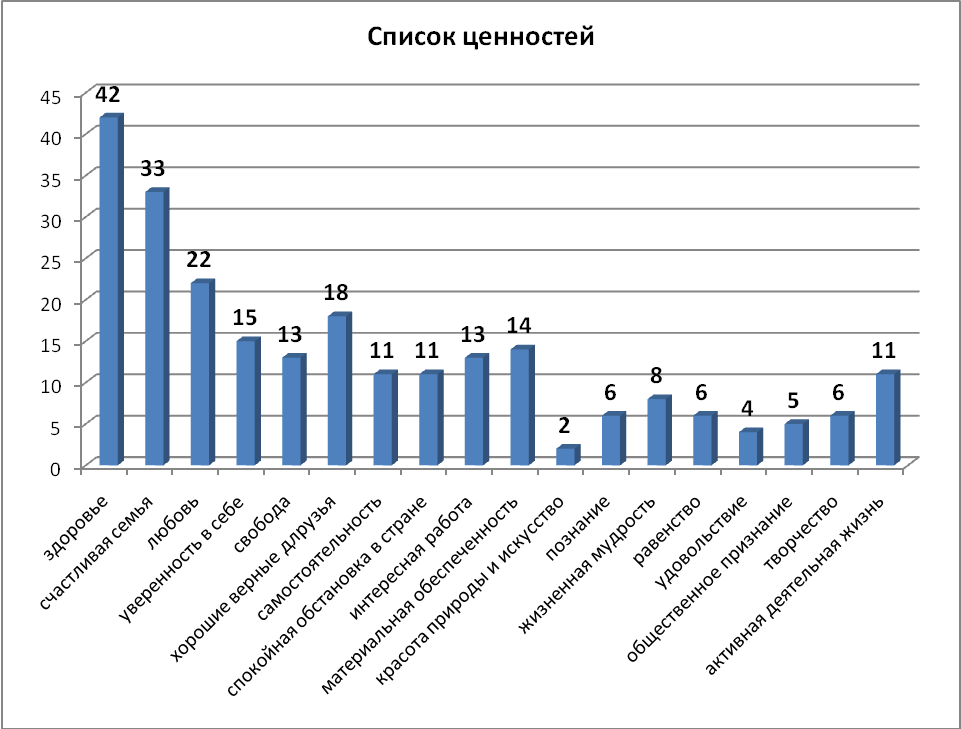 Список ценностей
45
40
35
30
25
20
15
10
5
0
42
33
22
15
13
18
11
11
13
14
2
6
8
6
4
5
6
11
здоровье
счастливая семья
любовь
уверенность в себе
свобода
хорошие верные длрузья
самостоятельность
спокойная обстановка в стране
интересная работа
материальная обеспеченность
красота природы и искусство
познание
жизненная мудрость
равенство
удовольствие
общественное признание
творчество
активная деятельная жизнь